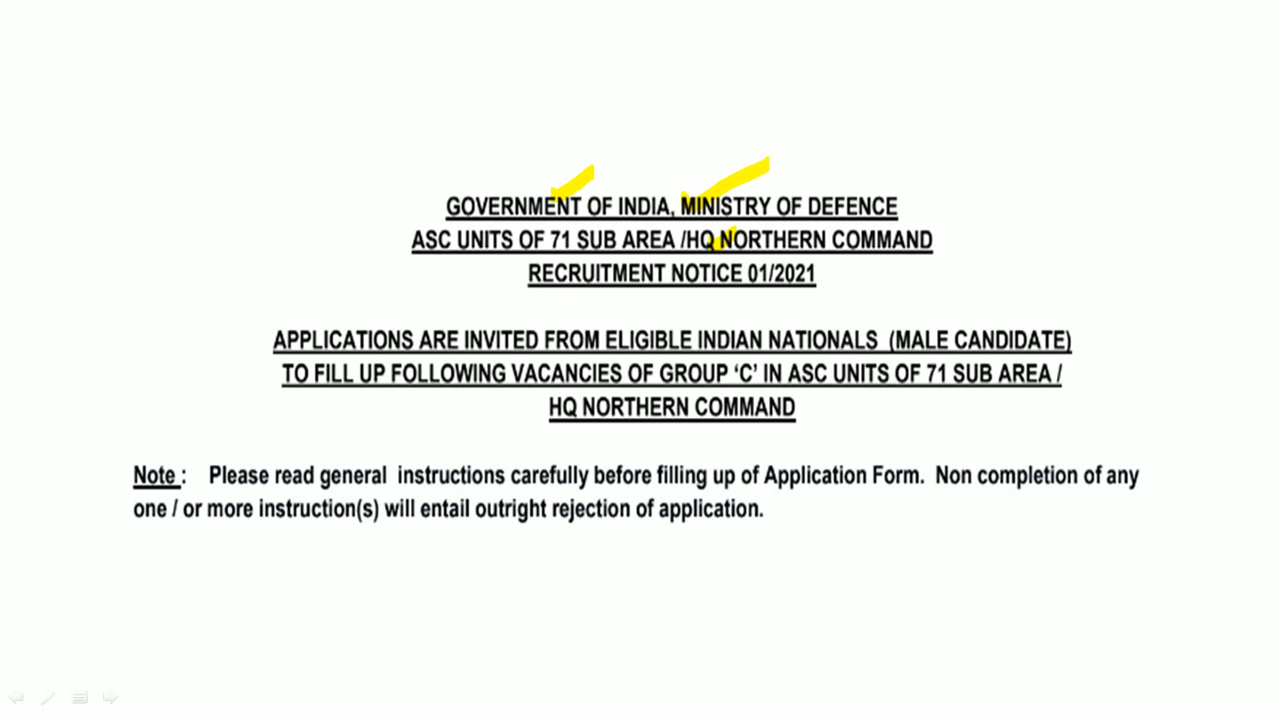 GOVERNMENT OF INDIA, MINISTRY OF DEFENCE
ASC UNITS OF 71 SUB AREA /HQ NORTHERN COMMAND
RECRUITMENT NOTICE 01/2021
APPLICATIONS ARE INVITED FROM ELIGIBLE INDIAN NATIONALS (MALE CANDIDATE)
TO FILL UP FOLLOWING VACANCIES OF GROUP ‘C’ IN ASC UNITS OF 71 SUB AREA /
HQ NORTHERN COMMAND
Note : Please read general instructions carefully before filling up of Application Form. Non completion of any
one / or more instruction(s) will entail outright rejection of application.